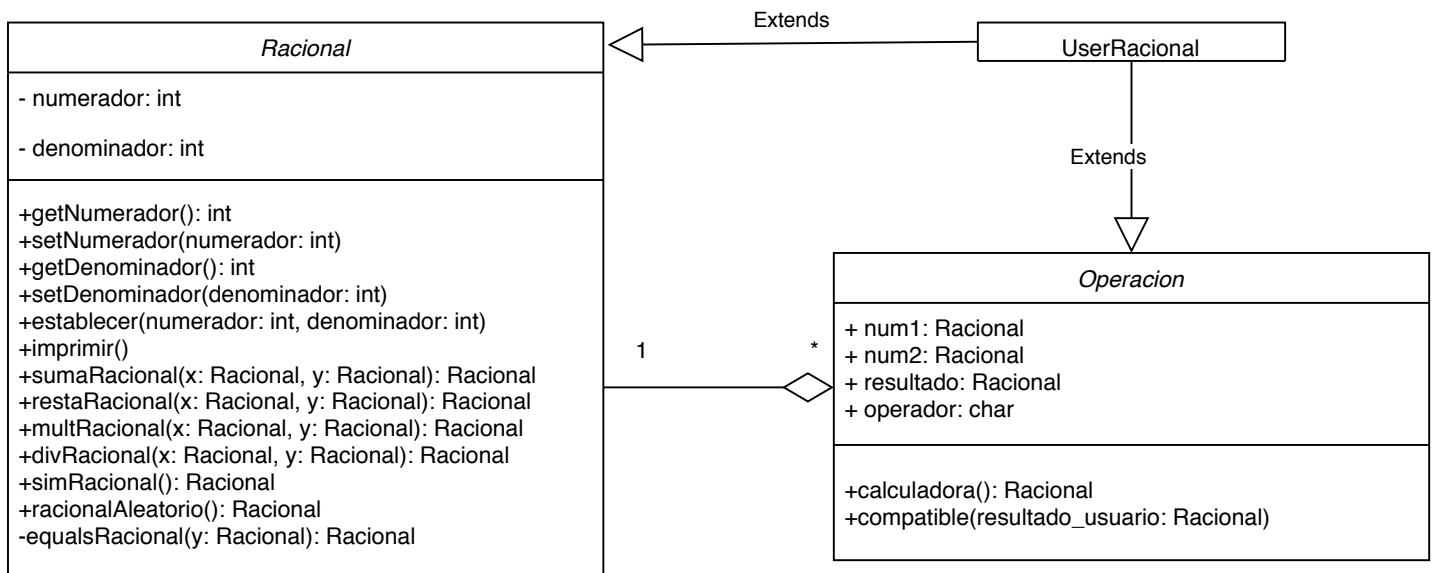 Racional
- numerador: int
- denominador: int
+getNumerador(): int
+setNumerador(numerador: int)
+getDenominador(): int
+setDenominador(denominador: int)
+establecer(numerador: int, denominador: int)
+imprimir()
+sumaRacional(x: Racional, y: Racional): Racional
+restaRacional(x: Racional, y: Racional): Racional
+multRacional(x: Racional, y: Racional): Racional
+divRacional(x: Racional, y: Racional): Racional
+simRacional(): Racional
+racionalAleatorio(): Racional
-equalsRacional(y: Racional): Racional
Extends
UserRacional
Extends
1
*
Operacion
+ num1: Racional
+ num2: Racional
+ resultado: Racional
+ operador: char
+calculadora(): Racional
+compatible(resultado_usuario: Racional)